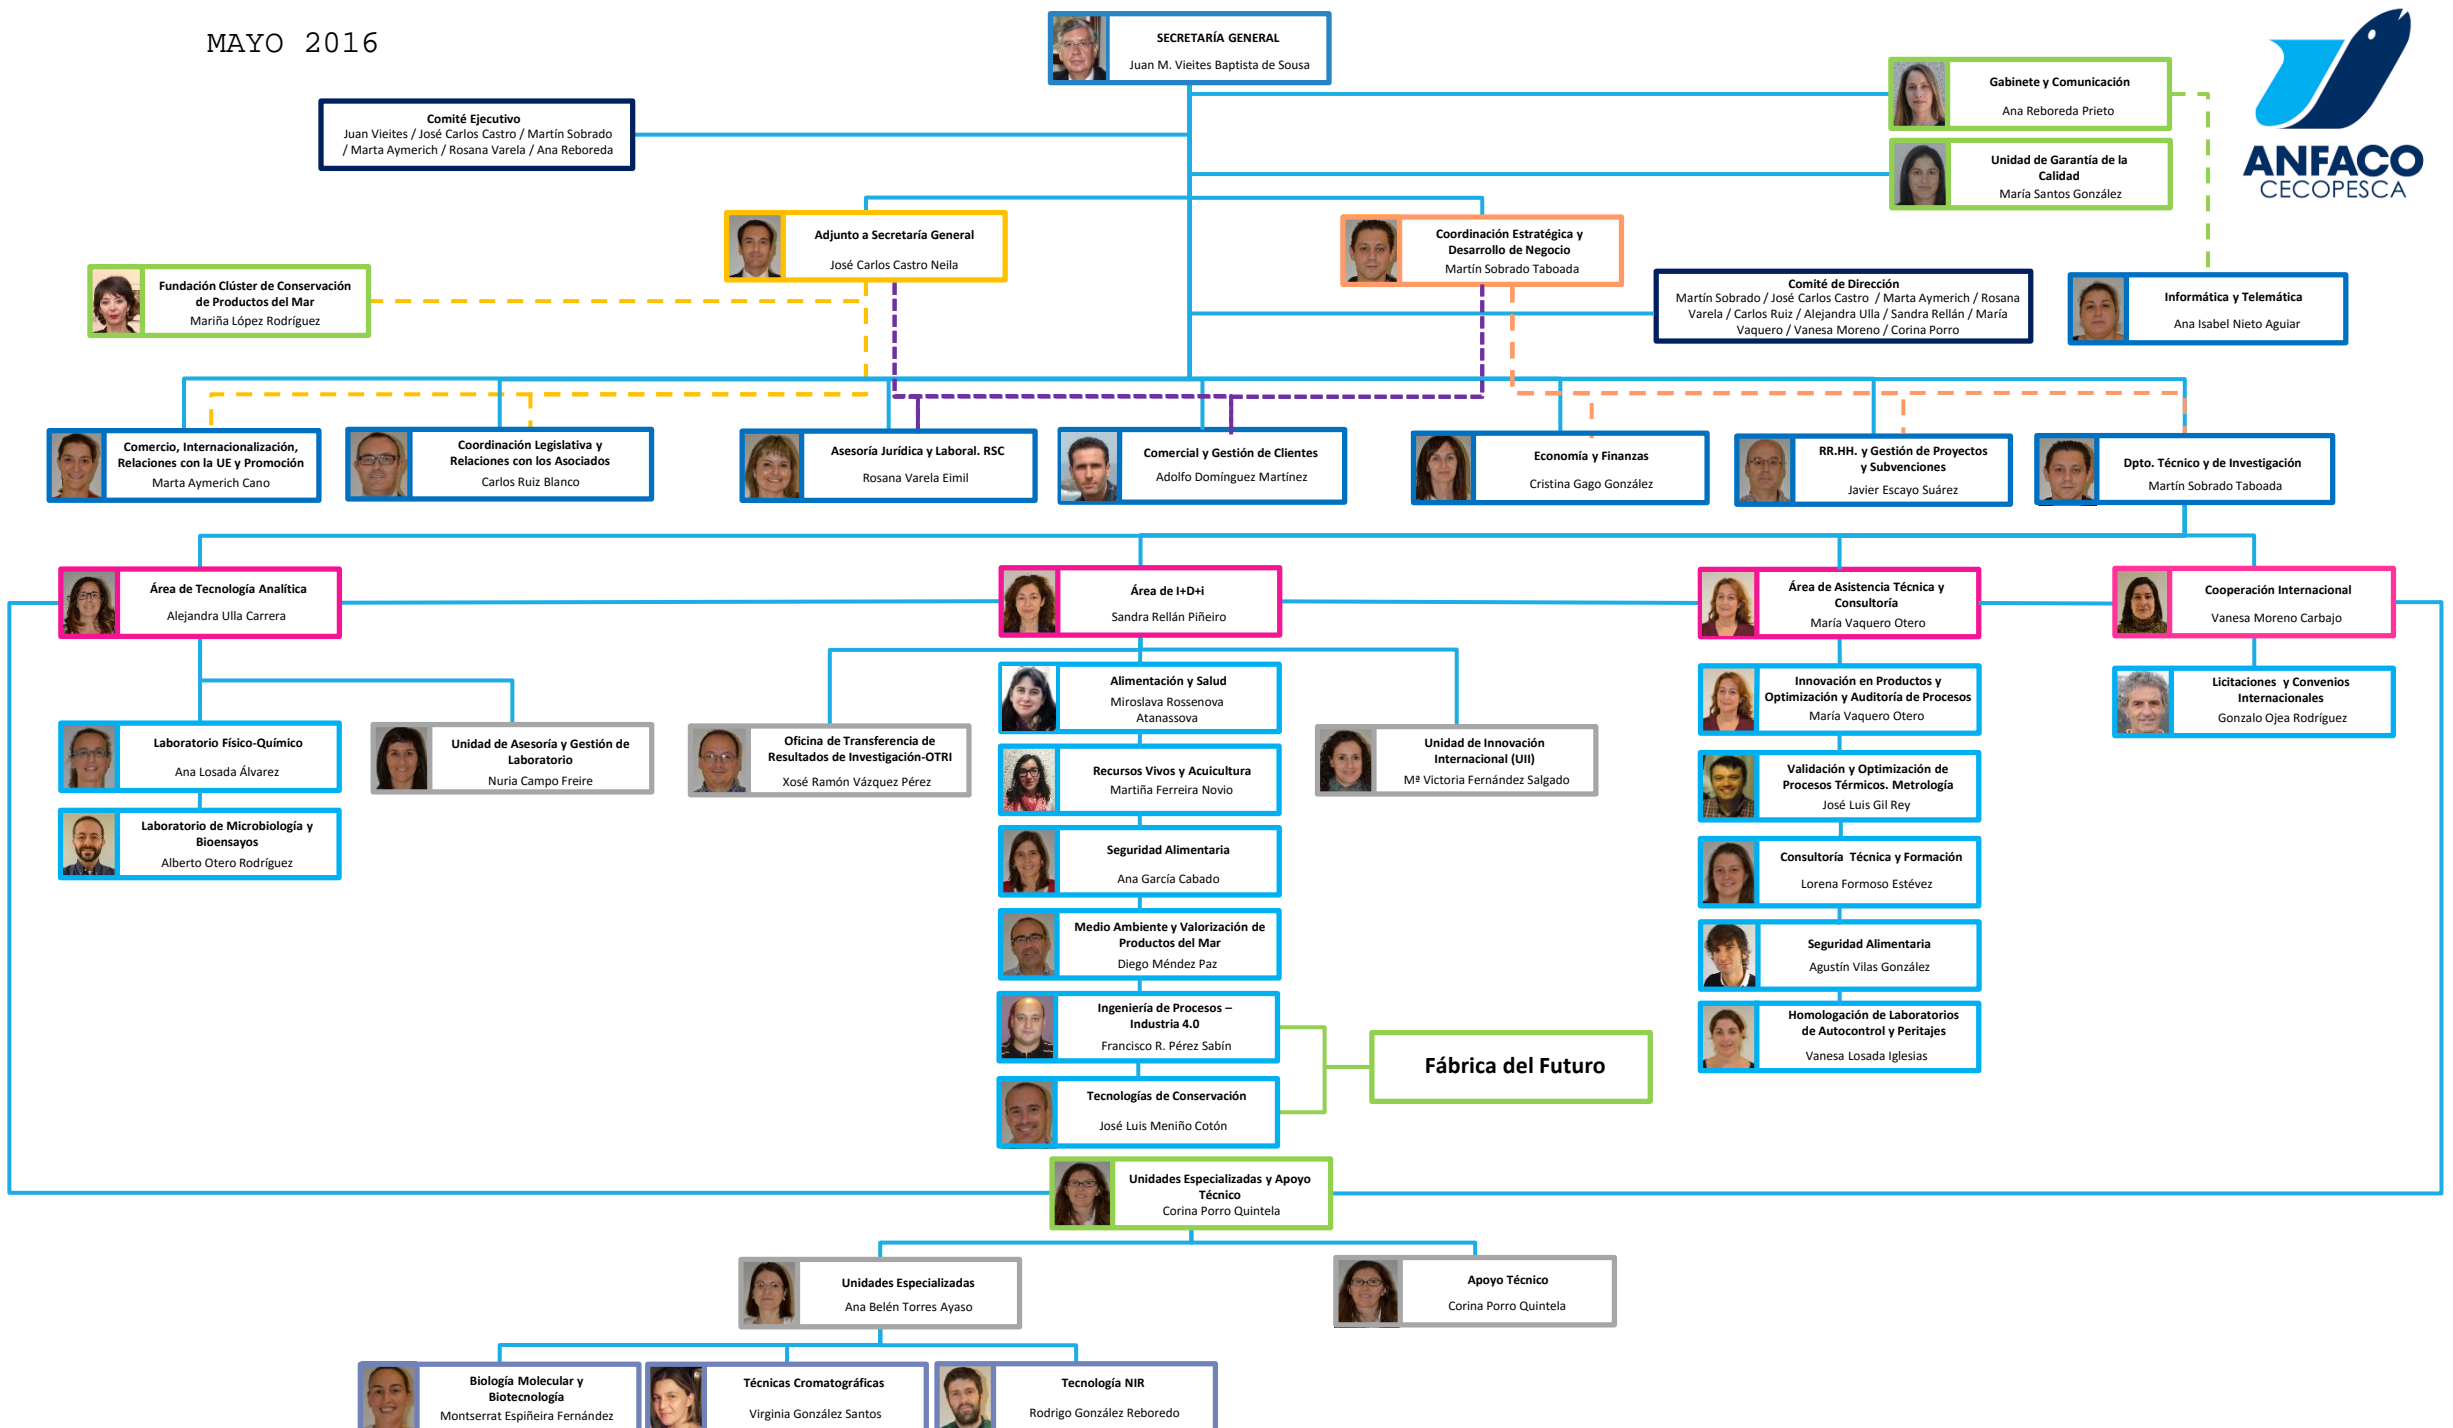 MAYO 2016
SECRETARÍA GENERAL
Juan M. Vieites Baptista de Sousa
ANFACO
CECOPESCA
Gabinete y Comunicación
Ana Reboreda Prieto
Comité Ejecutivo
Juan Vieites / José Carlos Castro / Martín Sobrado
/ Marta Aymerich / Rosana Varela / Ana Reboreda
Unidad de Garantía de la
Calidad
María Santos González
Adjunto a Secretaría General
José Carlos Castro Neila
Coordinación Estratégica y
Desarrollo de Negocio
Martín Sobrado Taboada
Fundación Clúster de Conservación
de Productos del Mar
Mariña López Rodríguez
Comité de Dirección
Martín Sobrado / José Carlos Castro / Marta Aymerich / Rosana
Varela / Carlos Ruiz / Alejandra Ulla / Sandra Rellán / María
Vaquero / Vanesa Moreno / Corina Porro
Informática y Telemática
Ana Isabel Nieto Aguiar
Comercio, Internacionalización,
Relaciones con la UE y Promoción
Marta Aymerich Cano
Coordinación Legislativa y
Relaciones con los Asociados
Carlos Ruiz Blanco
Asesoría Jurídica y Laboral. RSC
Rosana Varela Eimil
Comercial y Gestión de Clientes
Adolfo Domínguez Martínez
Economía y Finanzas
Cristina Gago González
RR.HH. y Gestión de Proyectos
y Subvenciones
Javier Escayo Suárez
Dpto. Técnico y de Investigación
Martín Sobrado Taboada
Área de Tecnología Analítica
Alejandra Ulla Carrera
Área de I+D+i
Sandra Rellán Piñeiro
Área de Asistencia Técnica y
Consultoría
María Vaquero Otero
Cooperación Internacional
Vanesa Moreno Carbajo
Laboratorio Físico-Químico
Ana Losada Álvarez
Unidad de Asesoría y Gestión de
Laboratorio
Nuria Campo Freire
Laboratorio de Microbiología y
Bioensayos
Alberto Otero Rodríguez
Oficina de Transferencia de
Resultados de Investigación-OTRI
Xosé Ramón Vázquez Pérez
Alimentación y Salud
Miroslava Rossenova
Atanassova
Recursos Vivos y Acuicultura
Martiña Ferreira Novio
Seguridad Alimentaria
Ana García Cabado
Medio Ambiente y Valorización de
Productos del Mar
Diego Méndez Paz
Ingeniería de Procesos –
Industria 4.0
Francisco R. Pérez Sabín
Tecnologías de Conservación
José Luis Meniño Cotón
Unidad de Innovación
Internacional (UII)
Mª Victoria Fernández Salgado
Fábrica del Futuro
Innovación en Productos y
Optimización y Auditoría de Procesos
María Vaquero Otero
Validación y Optimización de
Procesos Térmicos. Metrología
José Luis Gil Rey
Consultoría Técnica y Formación
Lorena Formoso Estévez
Seguridad Alimentaria
Agustín Vilas González
Homologación de Laboratorios
de Autocontrol y Peritajes
Vanesa Losada Iglesias
Licitaciones y Convenios
Internacionales
Gonzalo Ojea Rodríguez
Unidades Especializadas y Apoyo
Técnico
Corina Porro Quintela
Unidades Especializadas
Ana Belén Torres Ayaso
Apoyo Técnico
Corina Porro Quintela
Biología Molecular y
Biotecnología
Montserrat Espiñeira Fernández
Técnicas Cromatográficas
Virginia González Santos
Tecnología NIR
Rodrigo González Reboredo